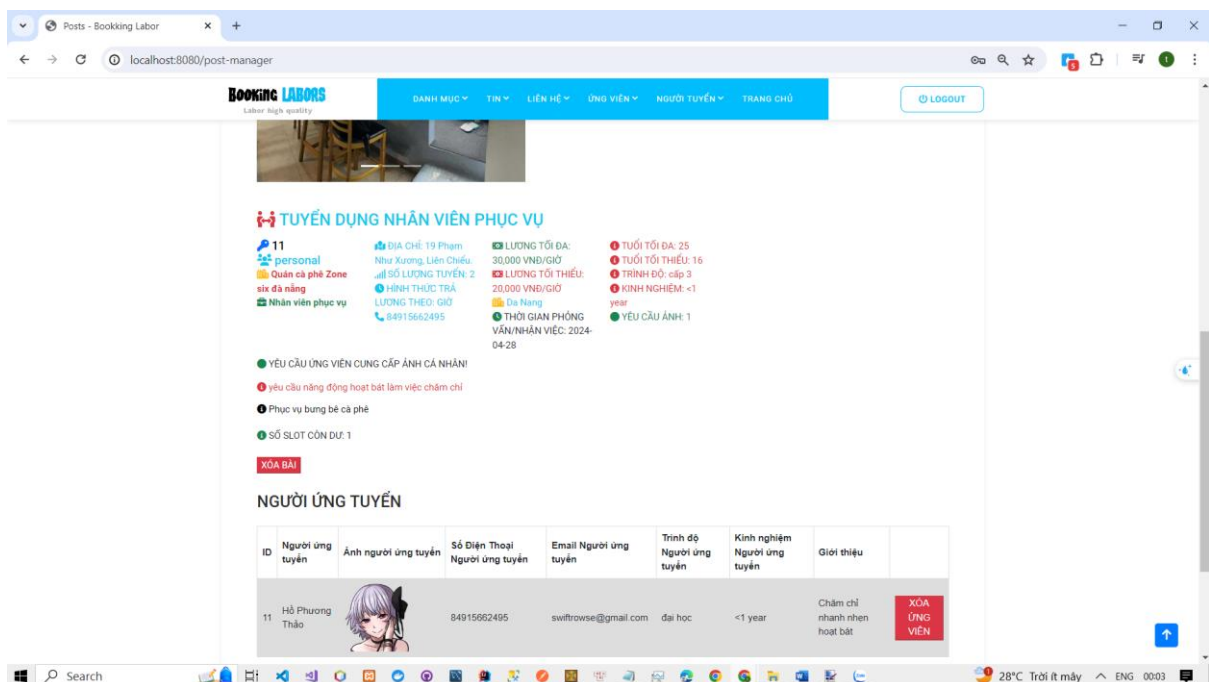 Posts - Bookking Labor
localhost:8080/post-manager
5
BOOKING LABORS
Labor high quality
DANH MỤC
TIN
LIÊN HỆ
ỨNG VIÊN
NGƯỜI TUYỂN
TRANG CHỦ
LOGOUT
TUYỂN DỤNG NHÂN VIÊN PHỤC VỤ
11
personal
Quán cà phê Zone
six đà nẵng
Nhân viên phục vụ
ĐỊA CHỈ: 19 Phạm
Như Xương, Liên Chiểu.
SỐ LƯỢNG TUYỂN: 2
HÌNH THỨC TRẢ
LƯƠNG THEO: GIỜ
84915662495
LƯƠNG TỐI ĐA:
30,000 VNĐ/GIỜ
LƯƠNG TỐI THIỂU:
20,000 VNĐ/GIỜ
Da Nang
THỜI GIAN PHỎNG
VẤN/NHẬN VIỆC: 2024-
04-28
TUỔI TỐI ĐA: 25
TUỔI TỐI THIỂU: 16
TRÌNH ĐỘ: cấp 3
KINH NGHIỆM: <1
year
YÊU CẦU ẢNH: 1
YÊU CẦU ỨNG VIÊN CUNG CẤP ẢNH CÁ NHÂN!
yêu cầu năng động hoạt bát làm việc chăm chỉ
Phục vụ bưng bê cà phê
SỐ SLOT CÒN DƯ: 1
XÓA BÀI
NGƯỜI ỨNG TUYỂN
ID
Người ứng
tuyển
Ảnh người ứng tuyển
Số Điện Thoại
Người ứng tuyển
Email Người ứng
tuyển
Trình độ
Người ứng
tuyển
Kinh nghiệm
Người ứng
tuyển
Giới thiệu
11
Hồ Phương
Thảo
84915662495
swiftrowse@gmail.com
đai hoc
<1 year
Chăm chỉ
nhanh nhẹn
hoạt bát
XÓA
ỨNG
VIÊN
Search
28°C Trời ít mây
ENG
00:03